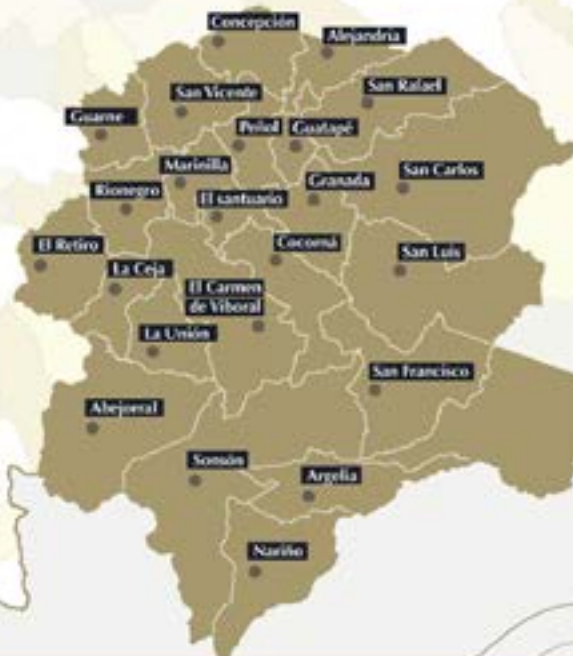 Concepción
Alejandría
San Rafael
San Vicente
Guarne
Peñol
Guatapé
Marinilla
San Carlos
Granada
Rionegro
El santuario
El Retiro
Cocorná
San Luis
La Ceja
El Carmen
de Viboral
La Unión
San Francisco
Abejorral
Sonsón
Argelia
Nariño